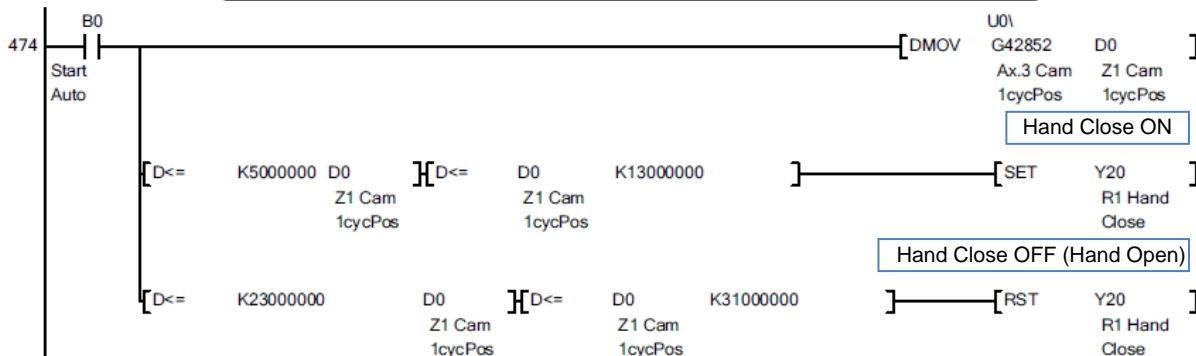 B0 U0\
474 DMOV G42852 D0
Start Ax.3 Cam Z1 Cam
Auto 1cycPos 1cycPos
Hand Close ON
D<= K5000000 D0 D<= D0 K13000000 SET Y20
Z1 Cam Z1 Cam R1 Hand
1cycPos 1cycPos Close
Hand Close OFF (Hand Open)
D<= K23000000 D0 D<= D0 K31000000 RST Y20
Z1 Cam Z1 Cam R1 Hand
1cycPos 1cycPos Close